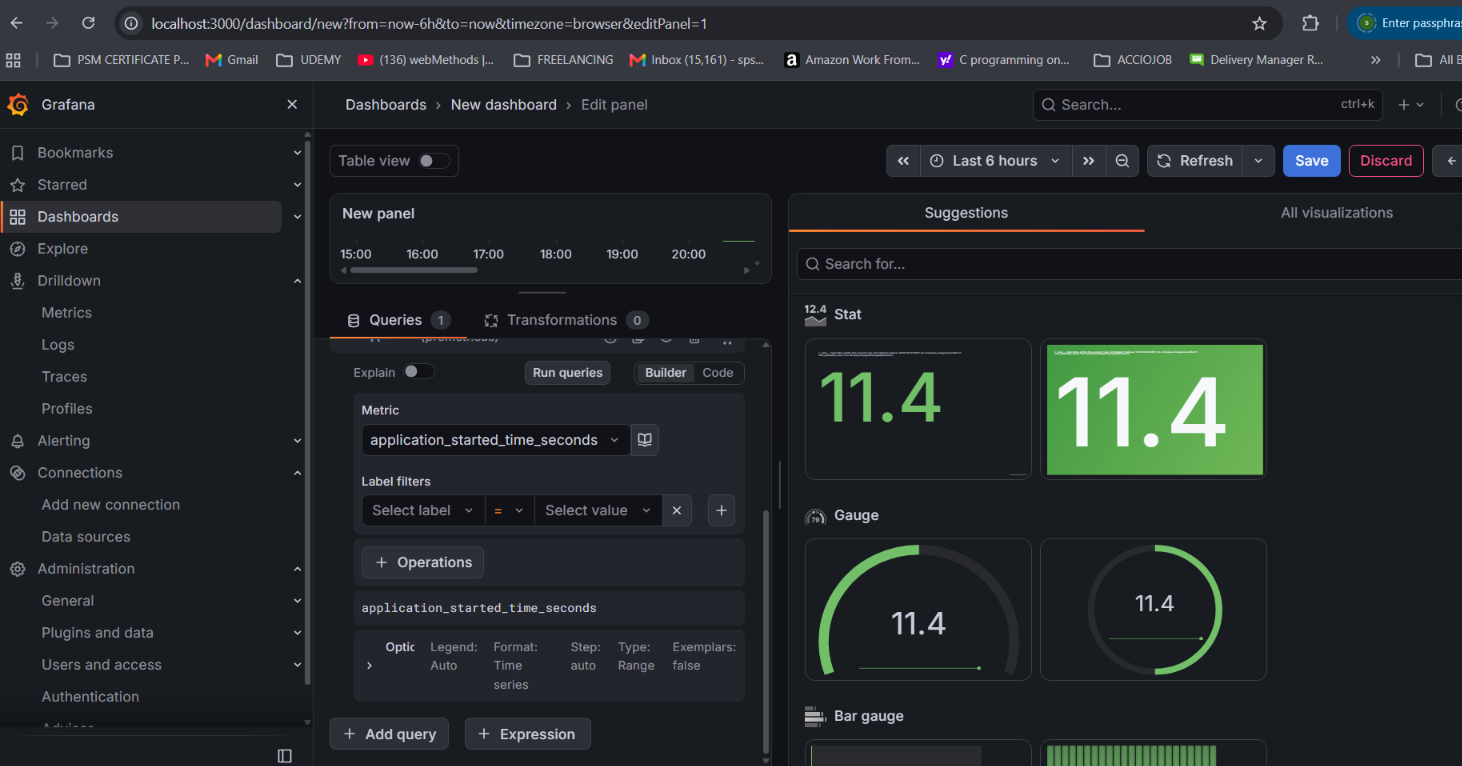 localhost:3000/dashboard/new?from=now-6h&to=now&timezone=browser&editPanel=1
Enter passphras
PSM CERTIFICATE P...
Gmail
UDEMY
(136) webMethods |...
FREELANCING
Inbox (15,161) - sps...
Amazon Work From...
C programming on...
ACCIOJOB
Delivery Manager R...
All B
Grafana
Dashboards › New dashboard › Edit panel
Search...
ctrl+k
Bookmarks
Starred
Dashboards
Explore
Drilldown
Metrics
Logs
Traces
Profiles
Alerting
Connections
Add new connection
Data sources
Administration
General
Plugins and data
Users and access
Authentication
Table view
Last 6 hours
Refresh
Save
Discard
New panel
15:00 16:00 17:00 18:00 19:00 20:00
Queries 1
Transformations 0
(prometheus)
Explain
Run queries
Builder
Code
Metric
application_started_time_seconds
Label filters
Select label
=
Select value
+ Operations
application_started_time_seconds
Optic
Legend: Auto
Format: Time series
Step: auto
Type: Range
Exemplars: false
+ Add query
+ Expression
Suggestions
All visualizations
Search for...
12.4
Stat
11.4
11.4
79
Gauge
11.4
11.4
Bar gauge